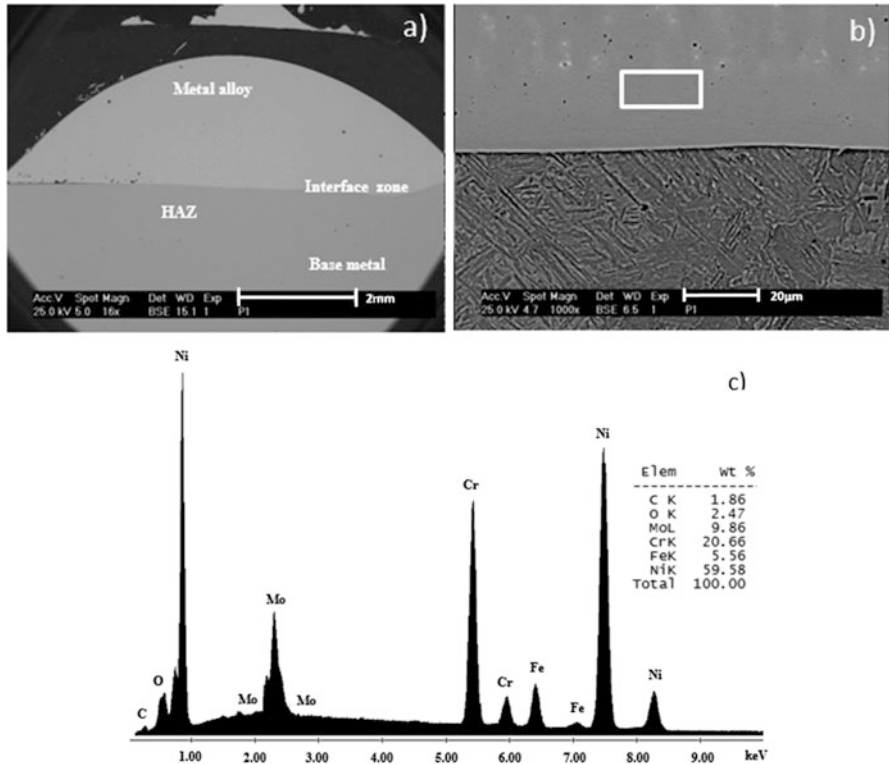 a)
Metal alloy
Interface zone
HAZ
Base metal
Acc.V Spot Magn Det WD Exp
25.0 kV 5.0 16x BSE 15.1 1 P1
2mm
b)
Acc.V Spot Magn Det WD Exp
25.0 kV 4.7 1000x BSE 6.5 1 P1
20µm
c)
Ni
Ni
Cr
Mo
O
C
Mo
Mo
Cr
Fe
Fe
Ni
Elem Wt %
C K 1.86
O K 2.47
MoL 9.86
CrK 20.66
FeK 5.56
NiK 59.58
Total 100.00
1.00 2.00 3.00 4.00 5.00 6.00 7.00 8.00 9.00 keV